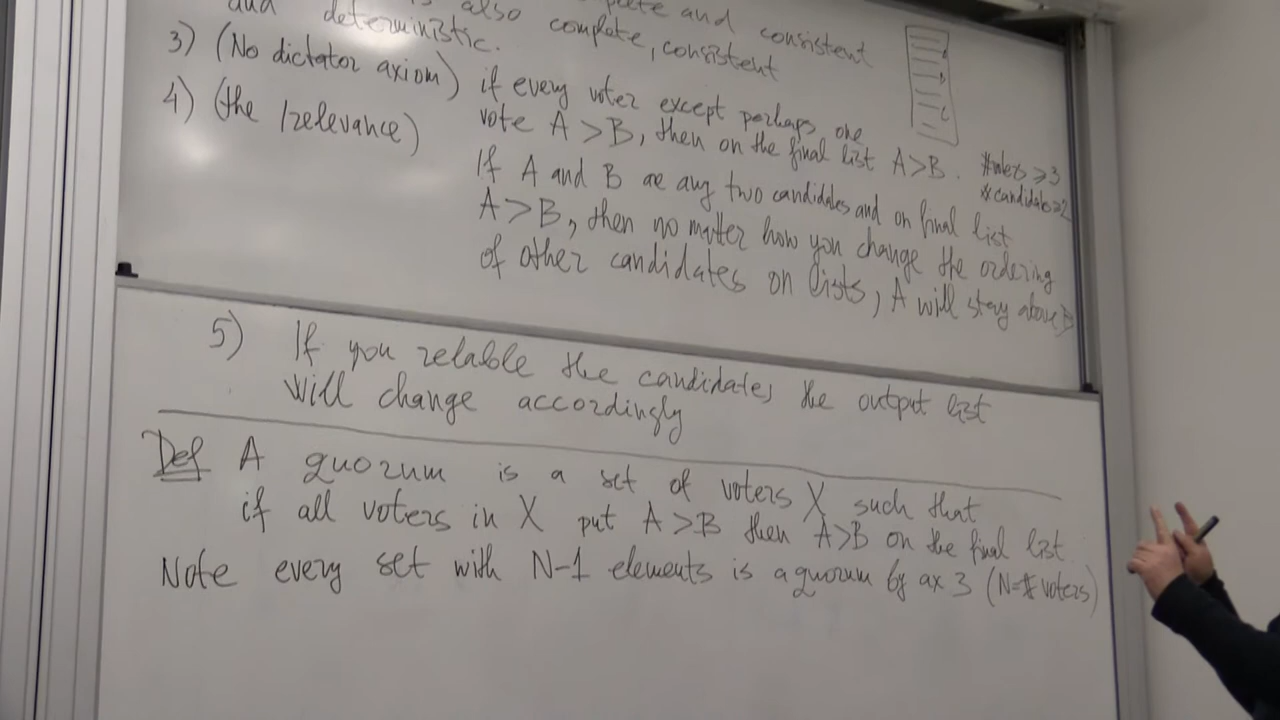 and deterministic. is also complete, consistent and consistent
3) (No dictator axiom) if every voter except perhaps one
vote A>B, then on the final list A>B.
#voters ⩾3
#candidates⩾2
4) (the Irelevance) If A and B are any two candidates and on final list
A>B, then no matter how you change the ordering
of other candidates on lists, A will stay above B
B
C
5) If you relable the candidates, the output list
will change accordingly
Def A quorum is a set of voters X such that
if all voters in X put A>B then A>B on the final list.
Note every set with N-1 elements is a quorum by ax 3 (N=# voters)